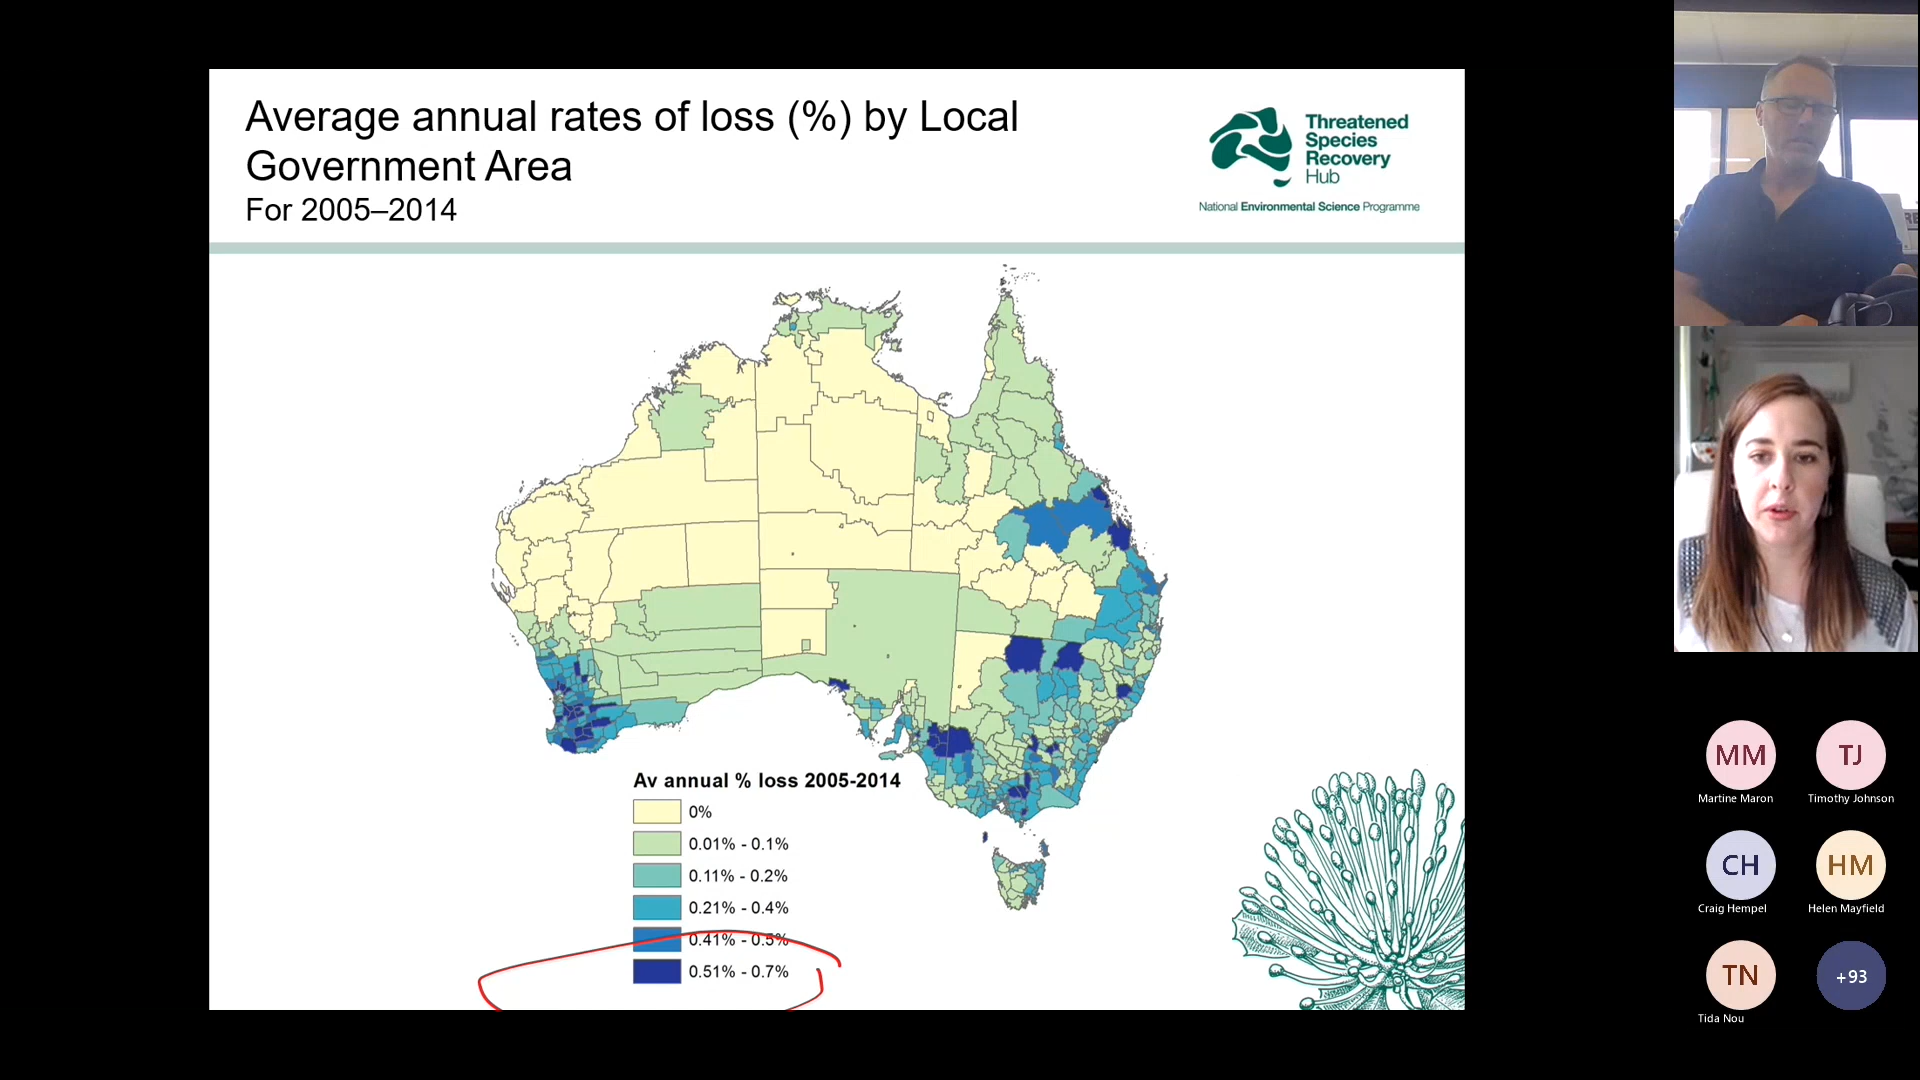 Average annual rates of loss (%) by Local
Government Area
For 2005–2014
Threatened
Species
Recovery
Hub
National Environmental Science Programme
Av annual % loss 2005-2014
0%
0.01% - 0.1%
0.11% - 0.2%
0.21% - 0.4%
0.41% - 0.5%
0.51% - 0.7%
MM
Martine Maron
TJ
Timothy Johnson
CH
Craig Hempel
HM
Helen Mayfield
TN
Tida Nou
+93